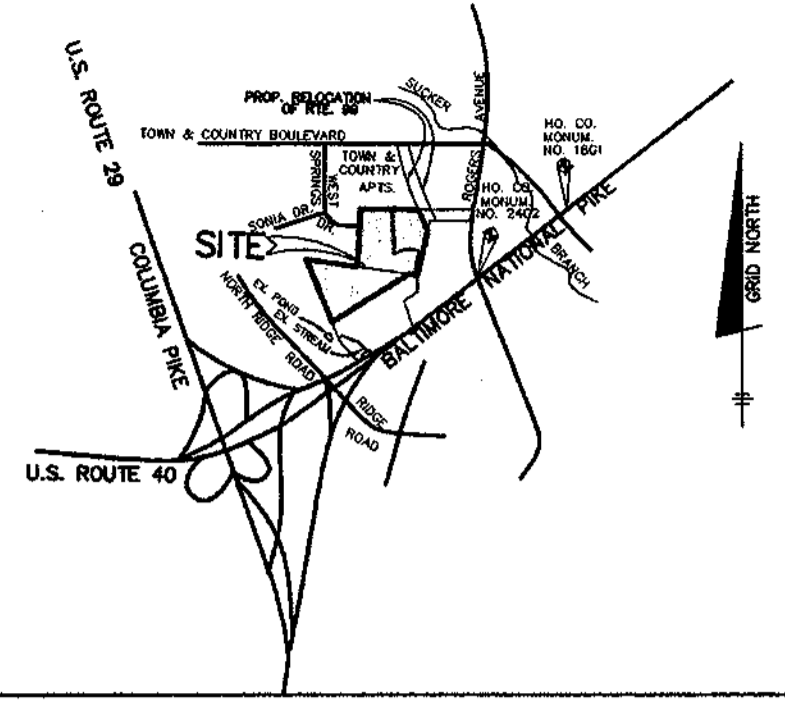 U.S. ROUTE 29
PROP. RELOCATION
OF RTE. 99
SUCKER
ROGERS AVENUE
HO. CO.
MONUM.
NO. 16G1
TOWN & COUNTRY BOULEVARD
TOWN &
COUNTRY
APTS.
WEST
SPRINGS
DR.
SONIA DR.
HO. CO.
MONUM.
NO. 24C2
SITE
BALTIMORE NATIONAL PIKE
BRANCH
GRID NORTH
COLUMBIA PIKE
EX. POND
EX. STREAM
NORTH RIDGE ROAD
RIDGE
ROAD
U.S. ROUTE 40